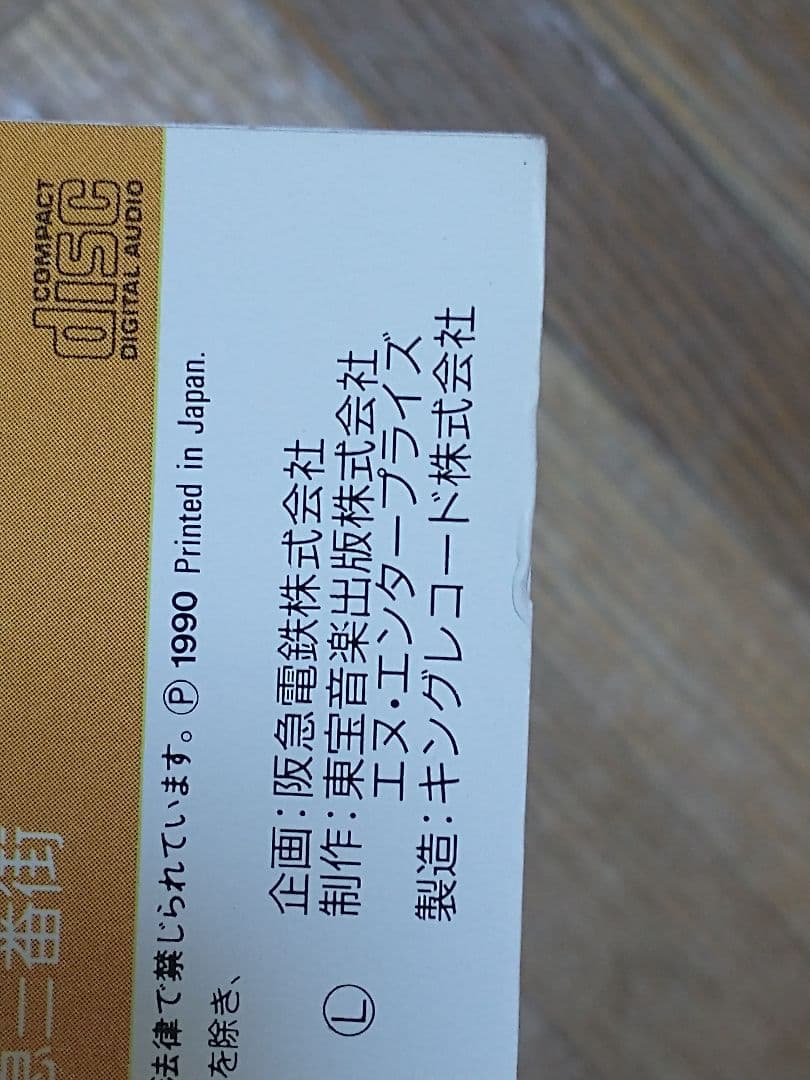 三番街
COMPACT
disc
DIGITAL AUDIO
法律で禁じられています。Ⓟ 1990 Printed in Japan.
を除き、
企画：阪急電鉄株式会社
制作：東宝音楽出版株式会社
エヌ・エンタープライズ
Ⓛ
製造：キングレコード株式会社